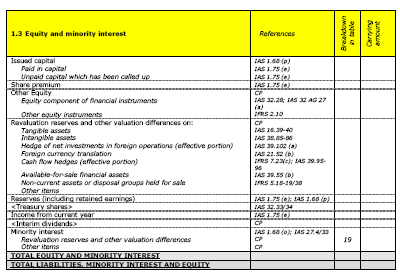 1.3 Equity and minority interest References Breakdown in table Carrying amount
Issued capital IAS 1.68 (p)
Paid in capital IAS 1.75 (e)
Unpaid capital which has been called up IAS 1.75 (e)
Share premium IAS 1.75 (e)
Other Equity CP
Equity component of financial instruments IAS 32.28; IAS 32 AG 27 (a)
Other equity instruments IFRS 2.10
Revaluation reserves and other valuation differences on: CP
Tangible assets IAS 16.39-40
Intangible assets IAS 38.85-86
Hedge of net investments in foreign operations (effective portion) IAS 39.102 (a)
Foreign currency translation IAS 21.52 (b)
Cash flow hedges (effective portion) IFRS 7.23(c); IAS 39.95-96
Available-for-sale financial assets IAS 39.55 (b)
Non-current assets or disposal groups held for sale IFRS 5.18-19/38
Other items
Reserves (including retained earnings) IAS 1.75 (e); IAS 1.68 (p)
<Treasury shares> IAS 32.33/34
Income from current year IAS 1.75 (e)
<Interim dividends> CP
Minority interest IAS 1.68 (o); IAS 27.4/33
Revaluation reserves and other valuation differences CP 19
Other items CP
TOTAL EQUITY AND MINORITY INTEREST
TOTAL LIABILITIES, MINORITY INTEREST AND EQUITY